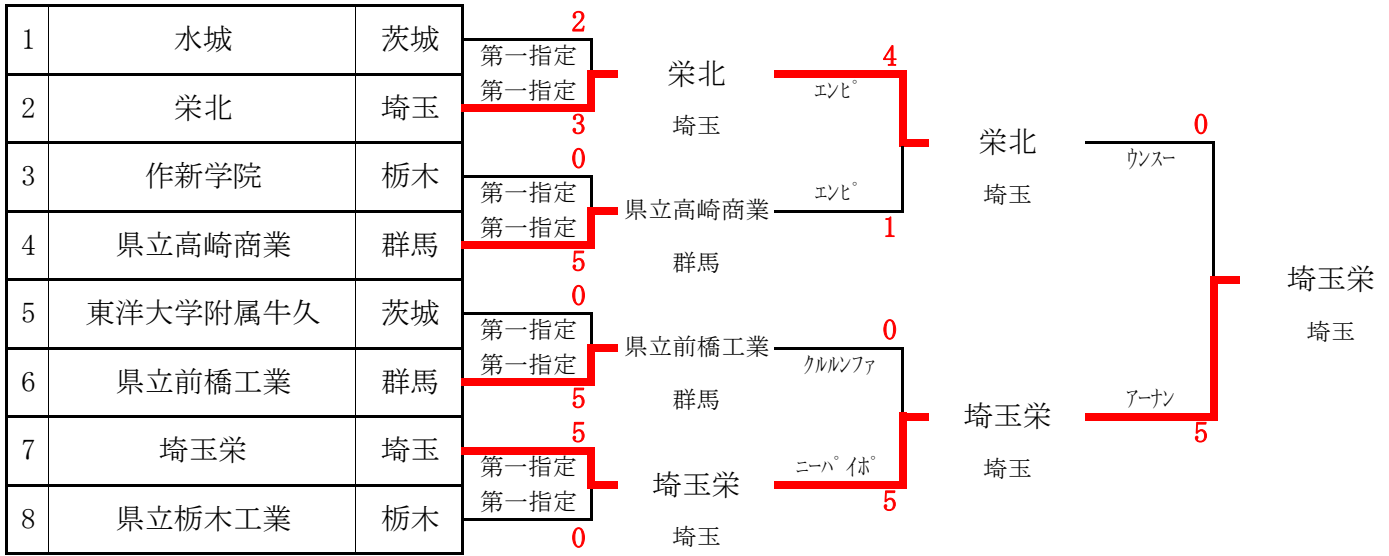 1 水城 茨城
2 栄北 埼玉
3 作新学院 栃木
4 県立高崎商業 群馬
5 東洋大学附属牛久 茨城
6 県立前橋工業 群馬
7 埼玉栄 埼玉
8 県立栃木工業 栃木
2
第一指定
第一指定
3
0
第一指定
第一指定
5
0
第一指定
第一指定
5
5
第一指定
第一指定
0
栄北
埼玉
県立高崎商業
群馬
県立前橋工業
群馬
埼玉栄
埼玉
4
エンピ
エンピ
1
0
クルルンファ
ニーパイポ
5
栄北
埼玉
埼玉栄
埼玉
0
ウンスー
アーナン
5
埼玉栄
埼玉